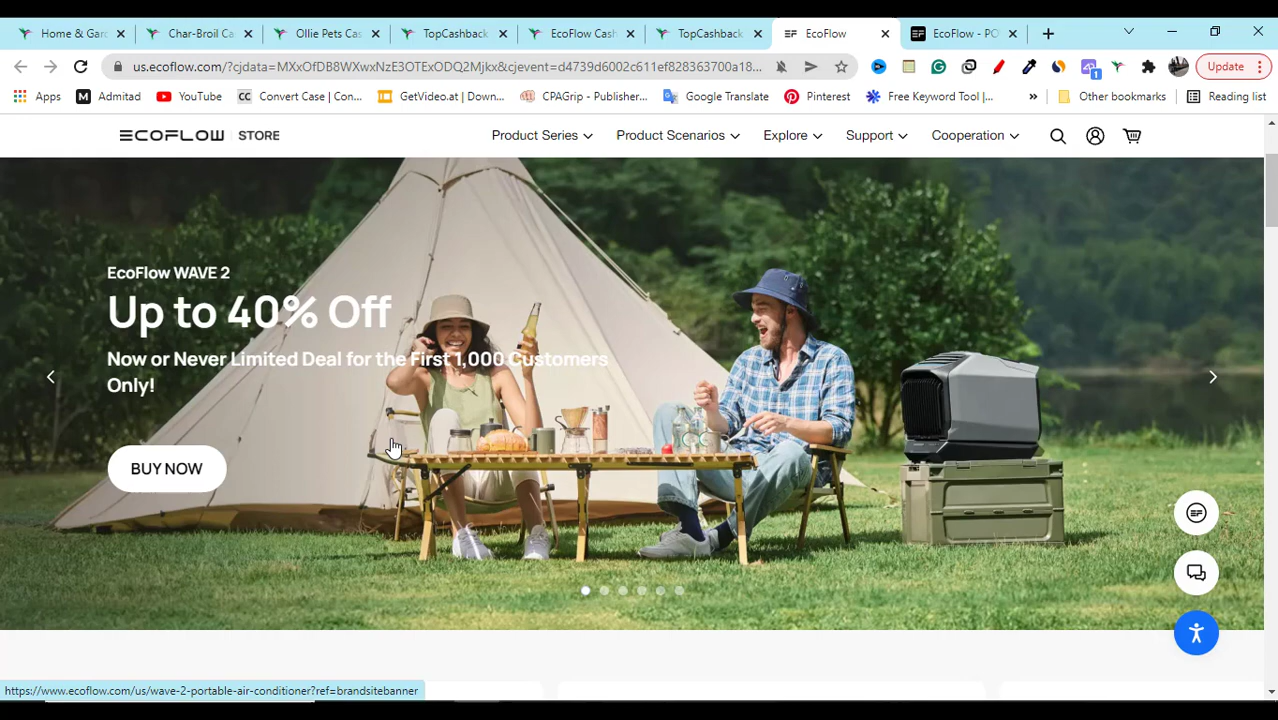 Home & Gard
Char-Broil Ca
Ollie Pets Cas
TopCashback
EcoFlow Cash
TopCashback
EcoFlow
EcoFlow - PO
us.ecoflow.com/?cjdata=MXxOfDB8WXwxNzE3OTExODQ2Mjkx&cjevent=d4739d6002c611ef828363700a18...
1
Update
Apps
Admitad
YouTube
CC Convert Case | Con...
GetVideo.at | Down...
CPAGrip - Publisher...
Google Translate
Pinterest
Free Keyword Tool |...
»
Other bookmarks
Reading list
ECOFLOW | STORE
Product Series
Product Scenarios
Explore
Support
Cooperation
EcoFlow WAVE 2
Up to 40% Off
Now or Never Limited Deal for the First 1,000 Customers
Only!
BUY NOW
https://www.ecoflow.com/us/wave-2-portable-air-conditioner?ref=brandsitebanner